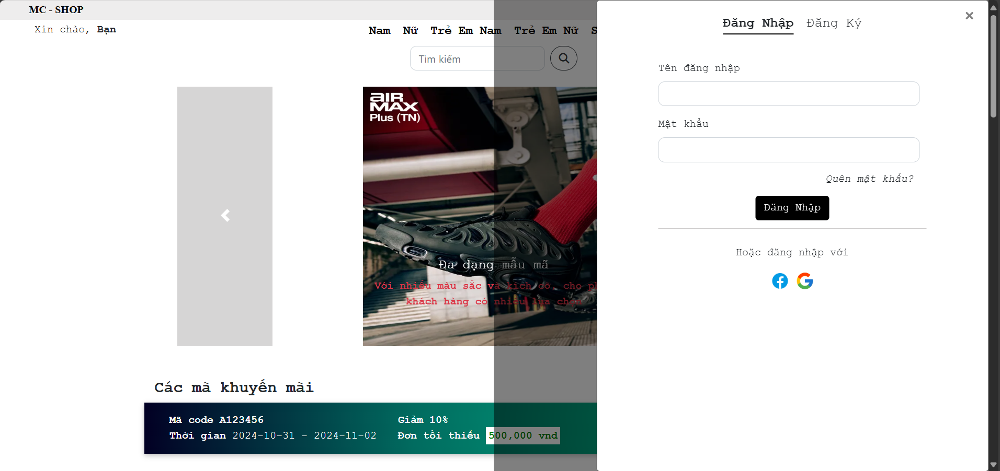 MC - SHOP
Xin chào, Bạn
Nam Nữ Trẻ Em Nam Trẻ Em Nữ S
Tìm kiếm
aIR
MAX
Plus (TN)
Đa dạng mẫu mã
Với nhiều màu sắc và kích cỡ, cho
khách hàng có nhiều lựa chọn
Các mã khuyến mãi
Mã code A123456
Giảm 10%
Thời gian 2024-10-31 - 2024-11-02
Đơn tối thiểu 500,000 vnd
Đăng Nhập Đăng Ký
Tên đăng nhập
Mật khẩu
Quên mật khẩu?
Đăng Nhập
Hoặc đăng nhập với